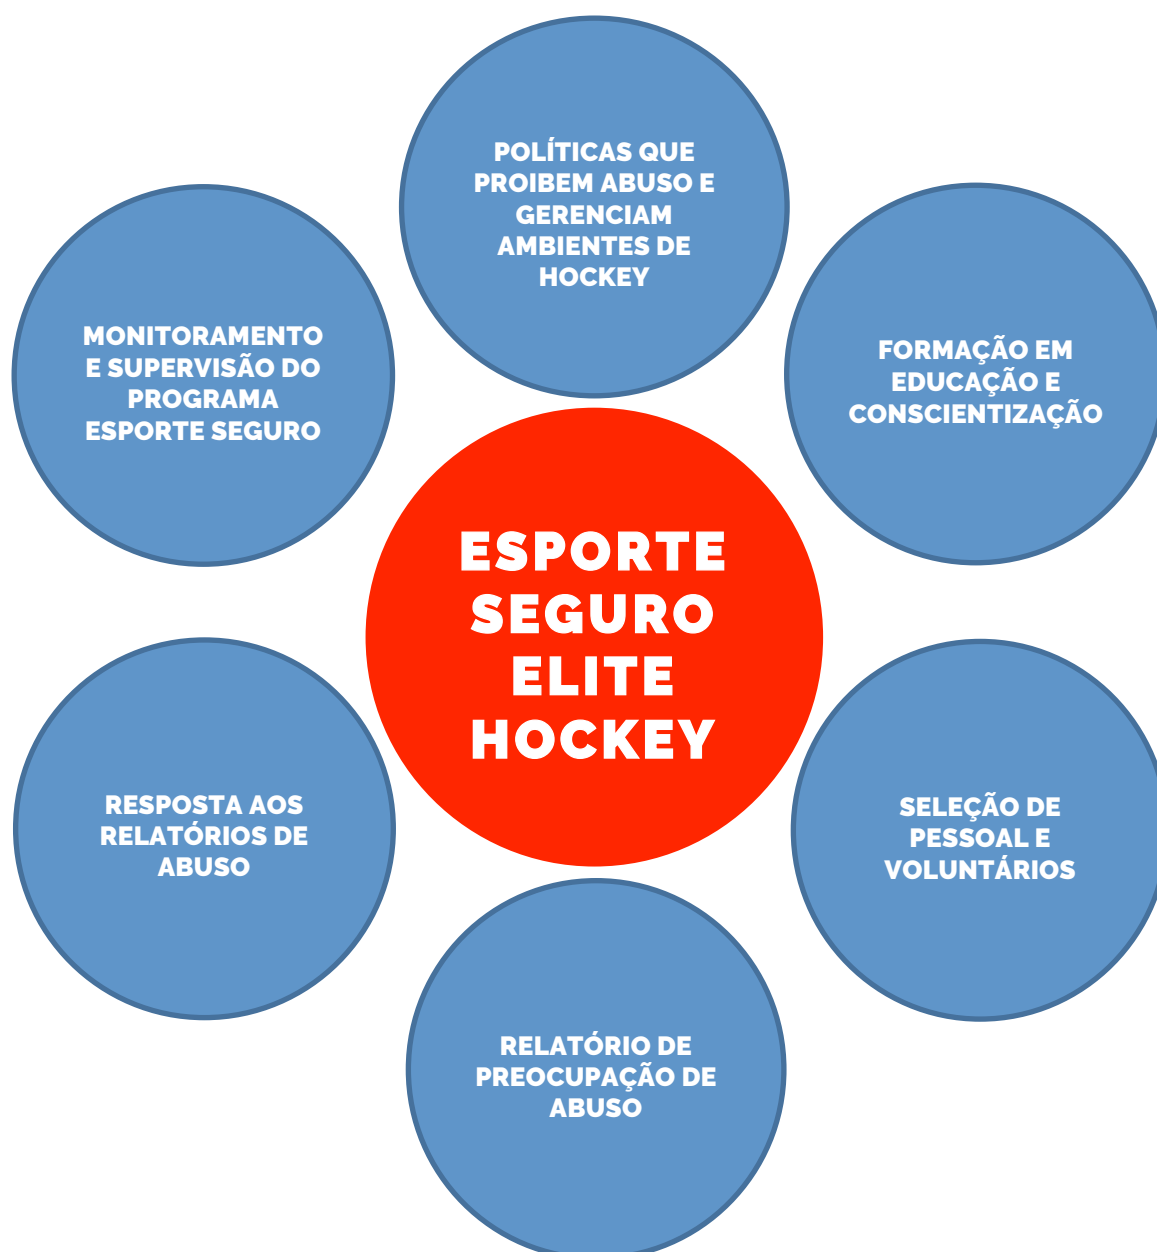 POLÍTICAS QUE
PROIBEM ABUSO E
GERENCIAM
AMBIENTES DE
HOCKEY
MONITORAMENTO
E SUPERVISÃO DO
PROGRAMA
ESPORTE SEGURO
FORMAÇÃO EM
EDUCAÇÃO E
CONSCIENTIZAÇÃO
ESPORTE
SEGURO
ELITE
HOCKEY
RESPOSTA AOS
RELATÓRIOS DE
ABUSO
SELEÇÃO DE
PESSOAL E
VOLUNTÁRIOS
RELATÓRIO DE
PREOCUPAÇÃO DE
ABUSO